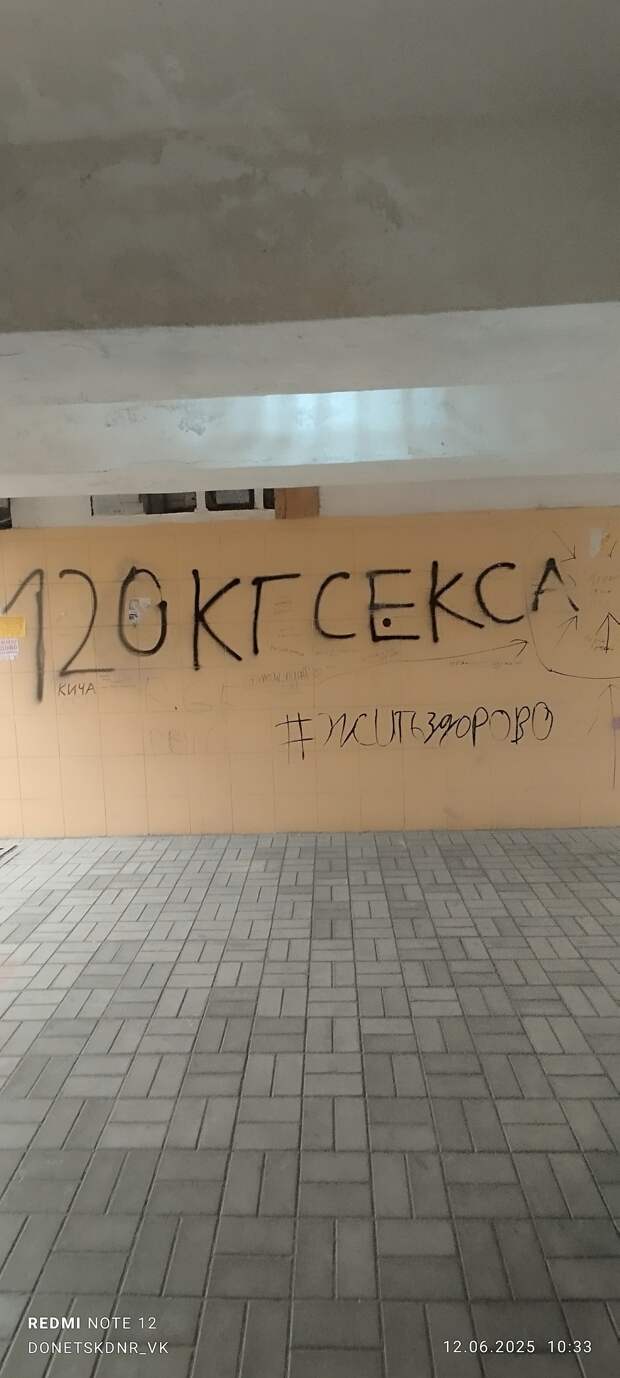 120 КГ СЕКСА
КИЧА
#ЖИТЬЗДОРОВО
REDMI NOTE 12
DONETSKDNR_VK
12.06.2025 10:33